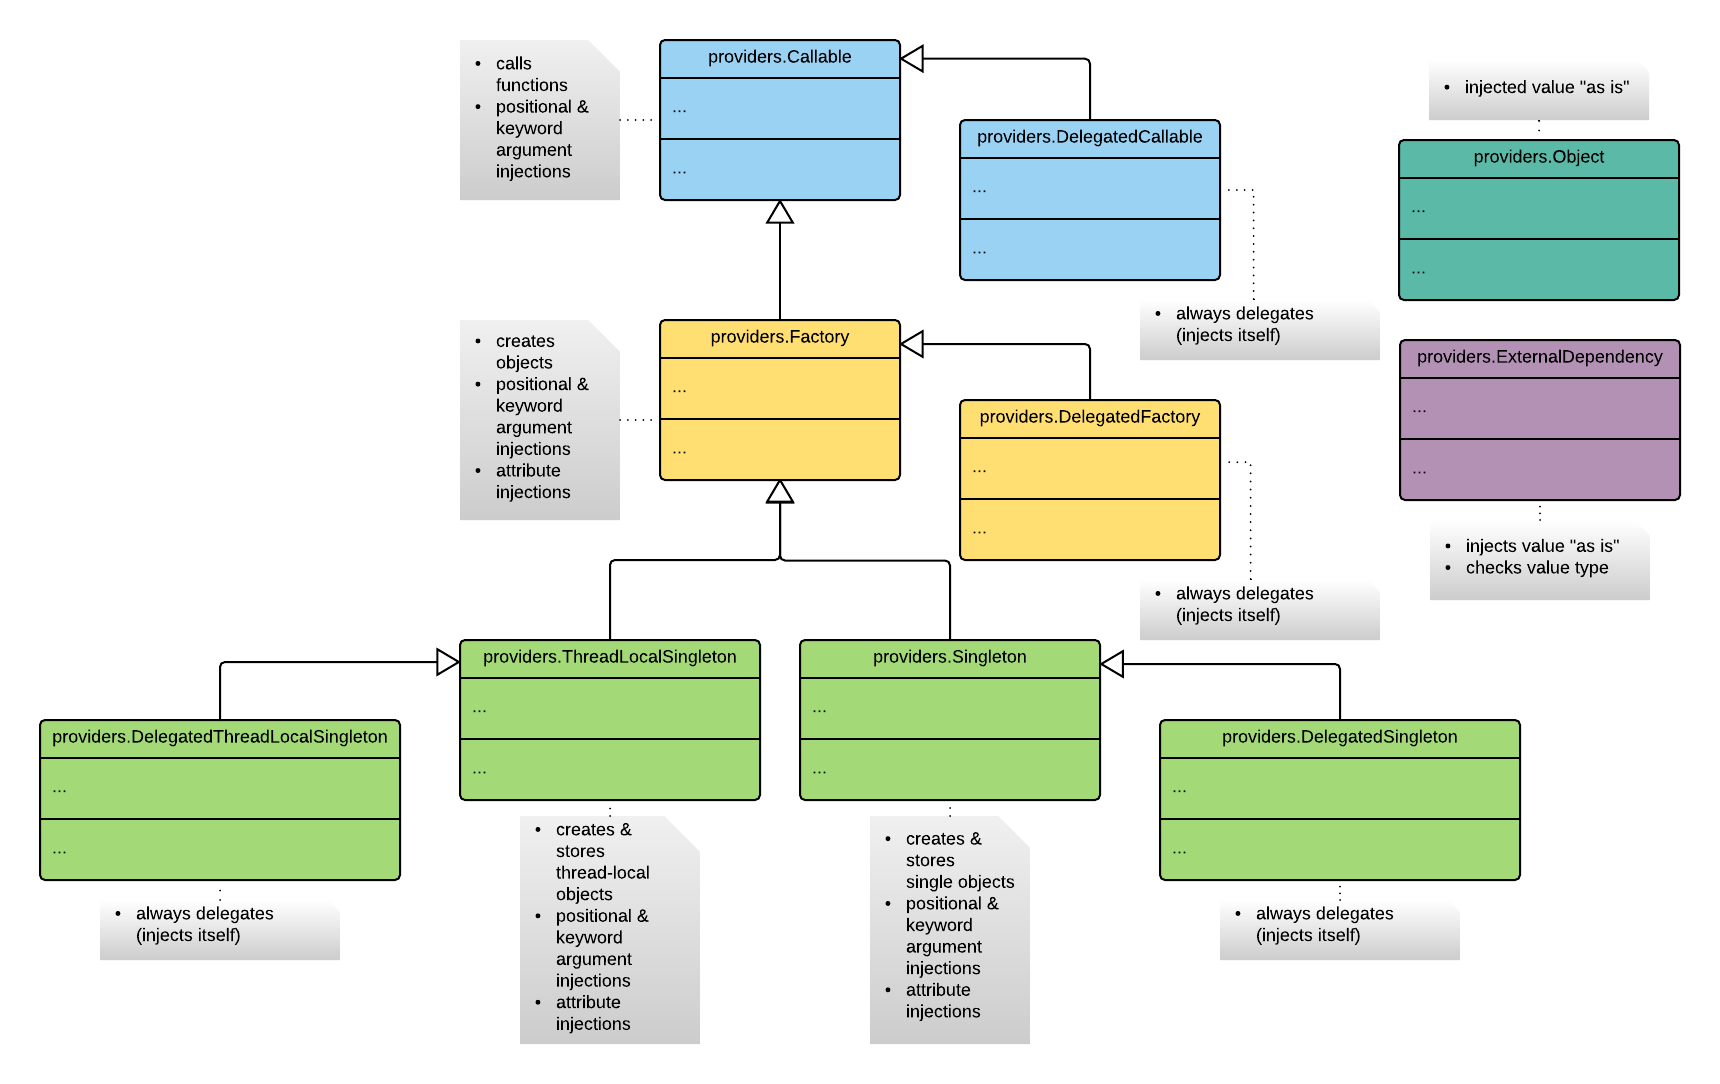 • calls
functions
• positional &
keyword
argument
injections
providers.Callable
...
...
providers.DelegatedCallable
...
...
• always delegates
(injects itself)
• injected value "as is"
providers.Object
...
...
• creates
objects
• positional &
keyword
argument
injections
• attribute
injections
providers.Factory
...
...
providers.DelegatedFactory
...
...
• always delegates
(injects itself)
providers.ExternalDependency
...
...
• injects value "as is"
• checks value type
providers.DelegatedThreadLocalSingleton
...
...
• always delegates
(injects itself)
providers.ThreadLocalSingleton
...
...
• creates &
stores
thread-local
objects
• positional &
keyword
argument
injections
• attribute
injections
providers.Singleton
...
...
• creates &
stores
single objects
• positional &
keyword
argument
injections
• attribute
injections
providers.DelegatedSingleton
...
...
• always delegates
(injects itself)